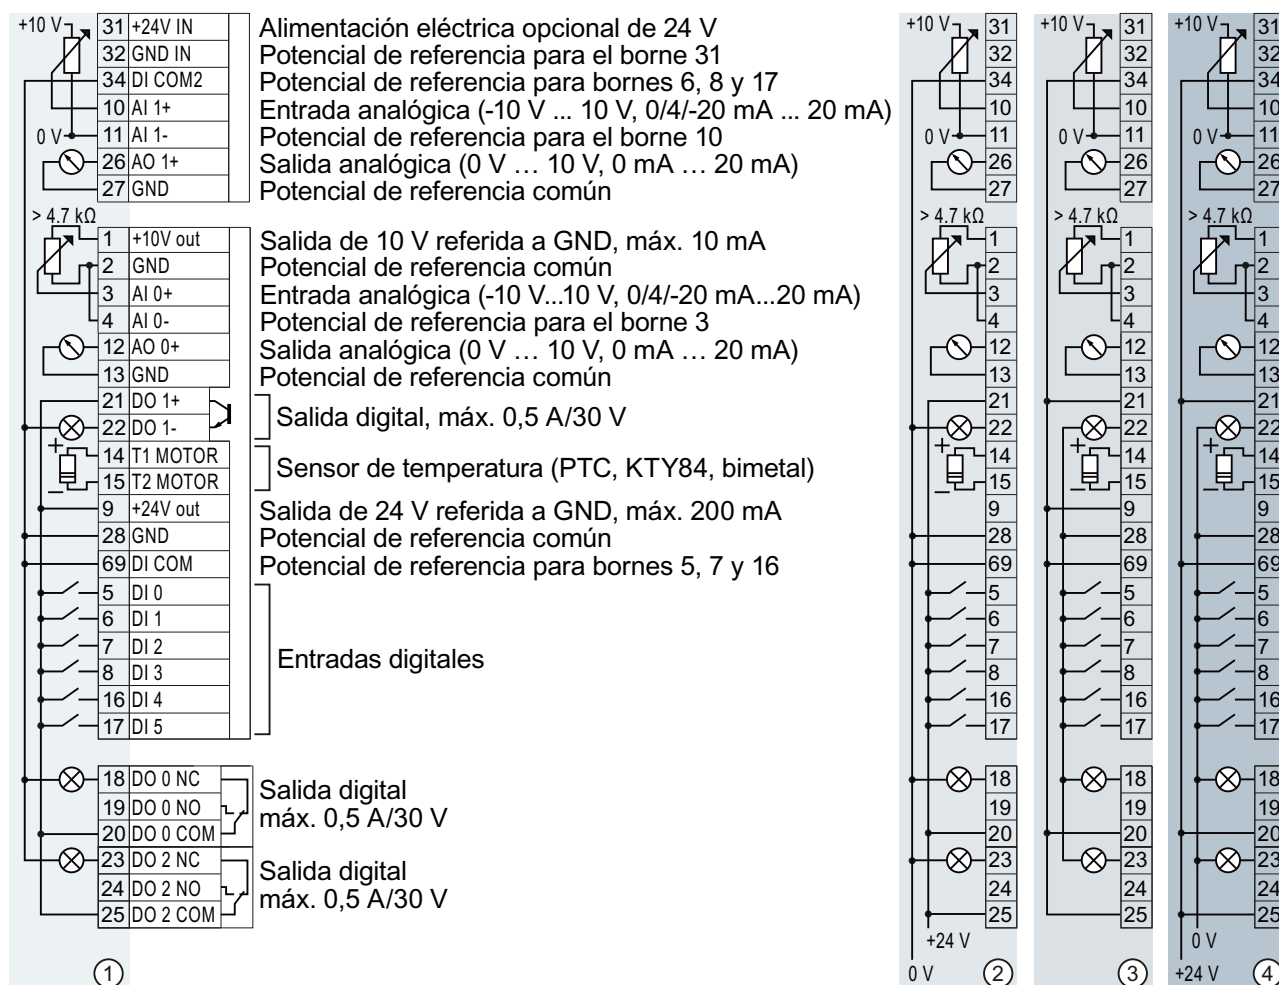 +10 V 31 +24V IN Alimentación eléctrica opcional de 24 V
32 GND IN Potencial de referencia para el borne 31
34 DI COM2 Potencial de referencia para bornes 6, 8 y 17
10 AI 1+ Entrada analógica (-10 V ... 10 V, 0/4/-20 mA ... 20 mA)
0 V 11 AI 1- Potencial de referencia para el borne 10
26 AO 1+ Salida analógica (0 V … 10 V, 0 mA … 20 mA)
27 GND Potencial de referencia común
> 4.7 kΩ
1 +10V out Salida de 10 V referida a GND, máx. 10 mA
2 GND Potencial de referencia común
3 AI 0+ Entrada analógica (-10 V...10 V, 0/4/-20 mA...20 mA)
4 AI 0- Potencial de referencia para el borne 3
12 AO 0+ Salida analógica (0 V … 10 V, 0 mA … 20 mA)
13 GND Potencial de referencia común
21 DO 1+
22 DO 1-
Salida digital, máx. 0,5 A/30 V
+ 14 T1 MOTOR
− 15 T2 MOTOR
Sensor de temperatura (PTC, KTY84, bimetal)
9 +24V out Salida de 24 V referida a GND, máx. 200 mA
28 GND Potencial de referencia común
69 DI COM Potencial de referencia para bornes 5, 7 y 16
5 DI 0
6 DI 1
7 DI 2
8 DI 3
16 DI 4
17 DI 5
Entradas digitales
18 DO 0 NC
19 DO 0 NO
20 DO 0 COM
Salida digital
máx. 0,5 A/30 V
23 DO 2 NC
24 DO 2 NO
25 DO 2 COM
Salida digital
máx. 0,5 A/30 V
1
+10 V 31
32
34
10
0 V 11
26
27
> 4.7 kΩ
1
2
3
4
12
13
21
22
+ 14
− 15
9
28
69
5
6
7
8
16
17
18
19
20
23
24
25
+24 V
0 V
2
+10 V 31
32
34
10
0 V 11
26
27
> 4.7 kΩ
1
2
3
4
12
13
21
22
+ 14
− 15
9
28
69
5
6
7
8
16
17
18
19
20
23
24
25
3
+10 V 31
32
34
10
0 V 11
26
27
> 4.7 kΩ
1
2
3
4
12
13
21
22
+ 14
− 15
9
28
69
5
6
7
8
16
17
18
19
20
23
24
25
0 V
+24 V
4